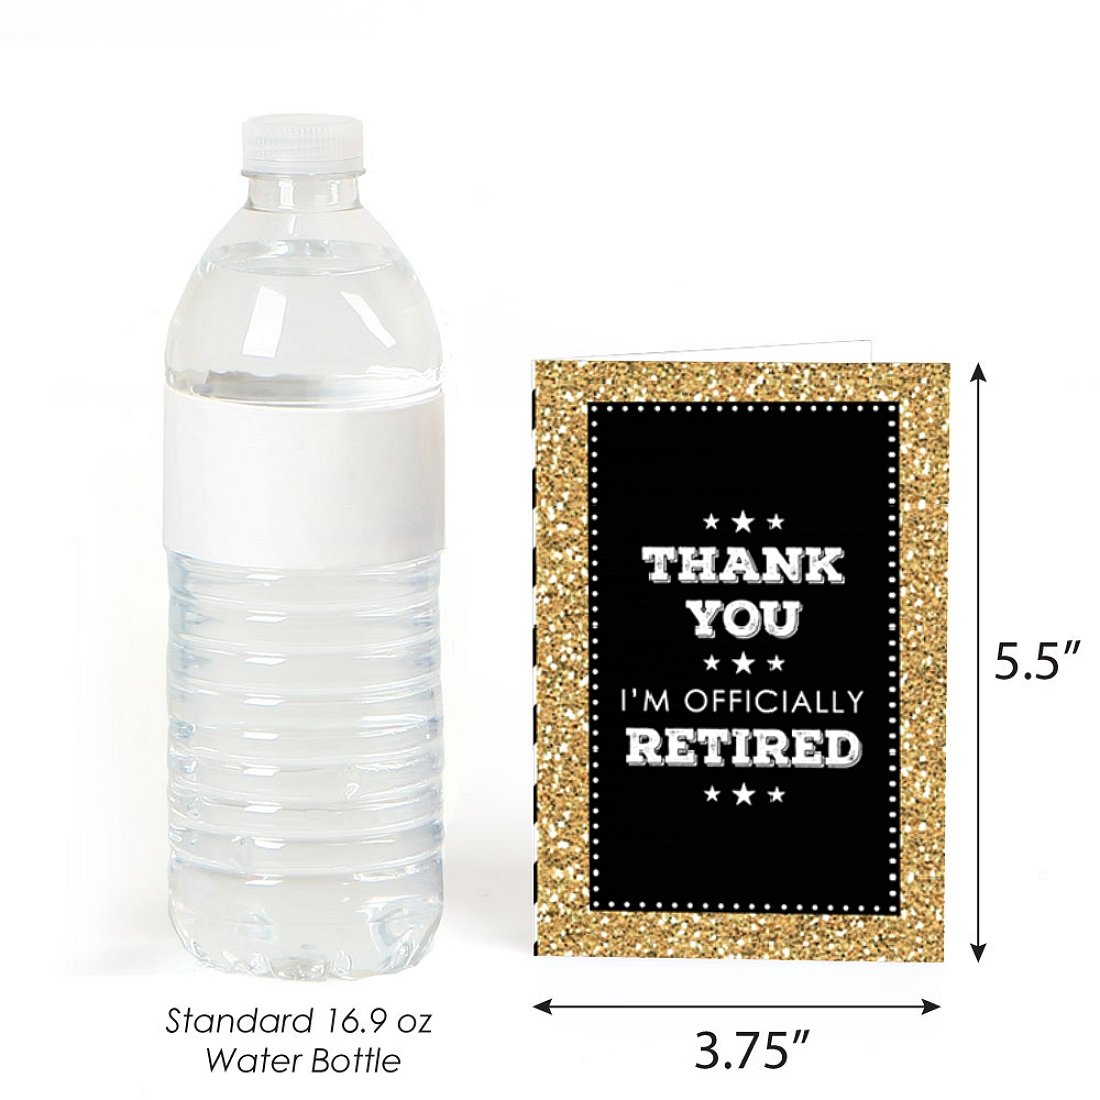 THANK
YOU
I'M OFFICIALLY
RETIRED
5.5"
3.75"
Standard 16.9 oz
Water Bottle